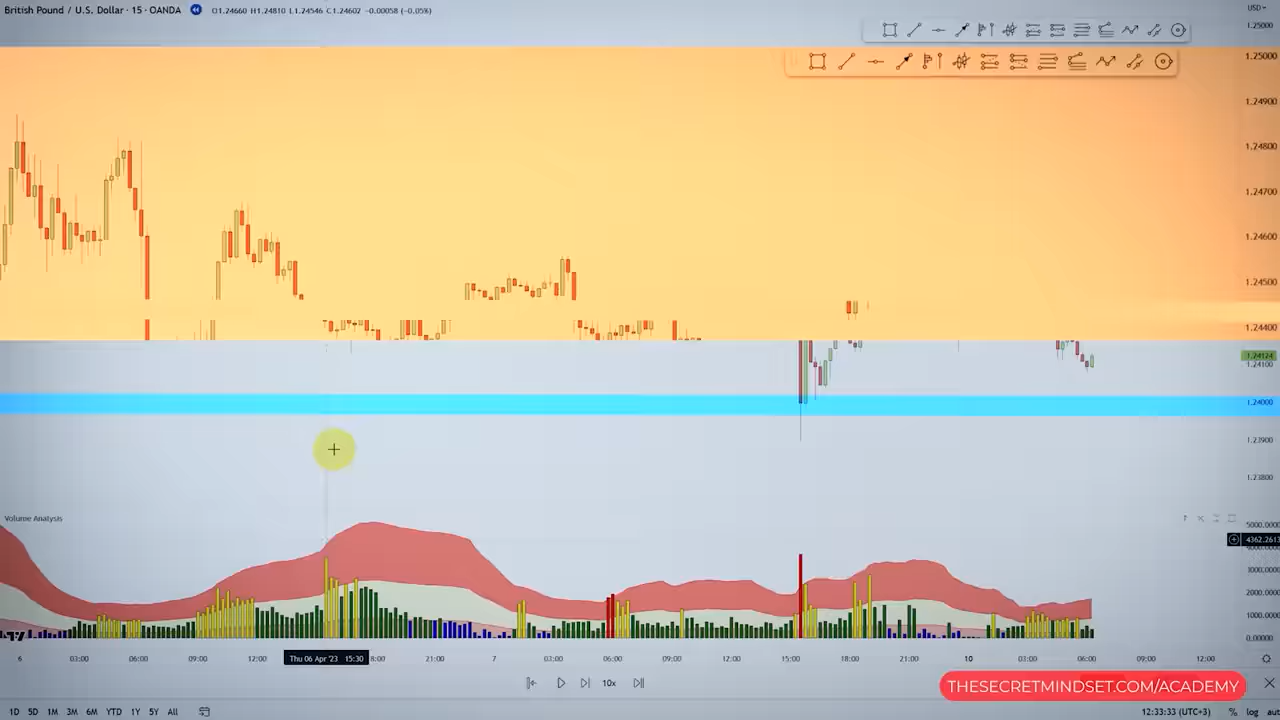 British Pound / U.S. Dollar · 15 · OANDA O1.24660 H1.24810 L1.24546 C1.24602 −0.00058 (−0.05%)
USD
1.25000
1.25000
1.24900
1.24800
1.24700
1.24600
1.24500
1.24400
1.24124
1.24100
1.24000
1.23900
1.23800
Volume Analysis
5000.0000
4362.2613
3000.0000
2000.0000
1000.0000
0.00000
6 03:00 06:00 09:00 12:00 Thu 06 Apr '23 15:30 8:00 21:00 7 03:00 06:00 09:00 12:00 15:00 18:00 21:00 10 03:00 06:00 09:00 12:00
10x
THESECRETMINDSET.COM/ACADEMY
1D 5D 1M 3M 6M YTD 1Y 5Y All 12:33:33 (UTC+3) % log aut